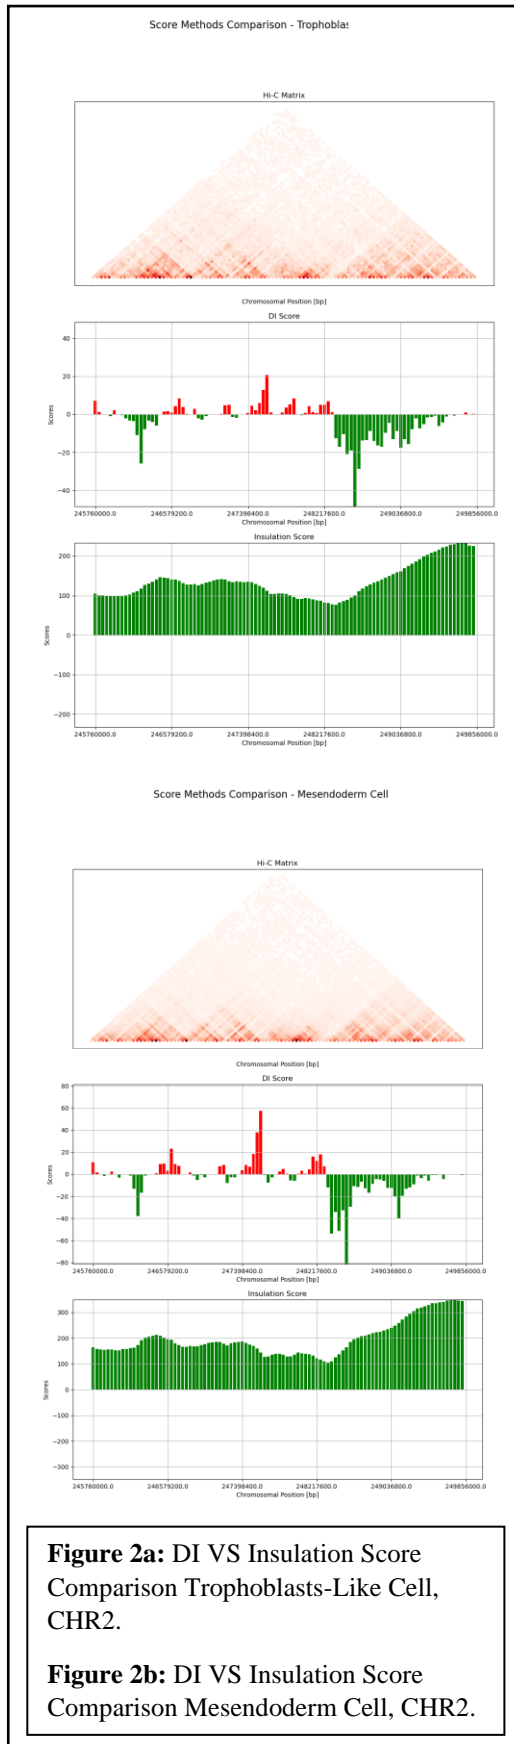 Score Methods Comparison - Trophoblas
Hi-C Matrix
Chromosomal Position [bp]
DI Score
40
20
0
−20
−40
Scores
245760000.0 246579200.0 247398400.0 248217600.0 249036800.0 249856000.0
Chromosomal Position [bp]
Insulation Score
200
100
0
−100
−200
Scores
245760000.0 246579200.0 247398400.0 248217600.0 249036800.0 249856000.0
Chromosomal Position [bp]
Score Methods Comparison - Mesendoderm Cell
Hi-C Matrix
Chromosomal Position [bp]
DI Score
80
60
40
20
0
−20
−40
−60
−80
Scores
245760000.0 246579200.0 247398400.0 248217600.0 249036800.0 249856000.0
Chromosomal Position [bp]
Insulation Score
300
200
100
0
−100
−200
−300
Scores
245760000.0 246579200.0 247398400.0 248217600.0 249036800.0 249856000.0
Chromosomal Position [bp]
Figure 2a: DI VS Insulation Score
Comparison Trophoblasts-Like Cell,
CHR2.
Figure 2b: DI VS Insulation Score
Comparison Mesendoderm Cell, CHR2.